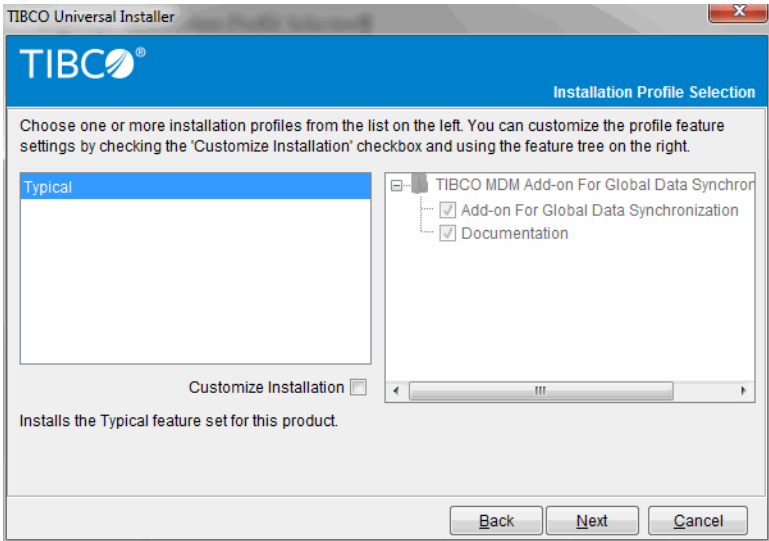 TIBCO Universal Installer
TIBCO®
Installation Profile Selection
Choose one or more installation profiles from the list on the left. You can customize the profile feature
settings by checking the 'Customize Installation' checkbox and using the feature tree on the right.
Typical
TIBCO MDM Add-on For Global Data Synchron
Add-on For Global Data Synchronization
Documentation
Customize Installation
Installs the Typical feature set for this product.
Back Next Cancel